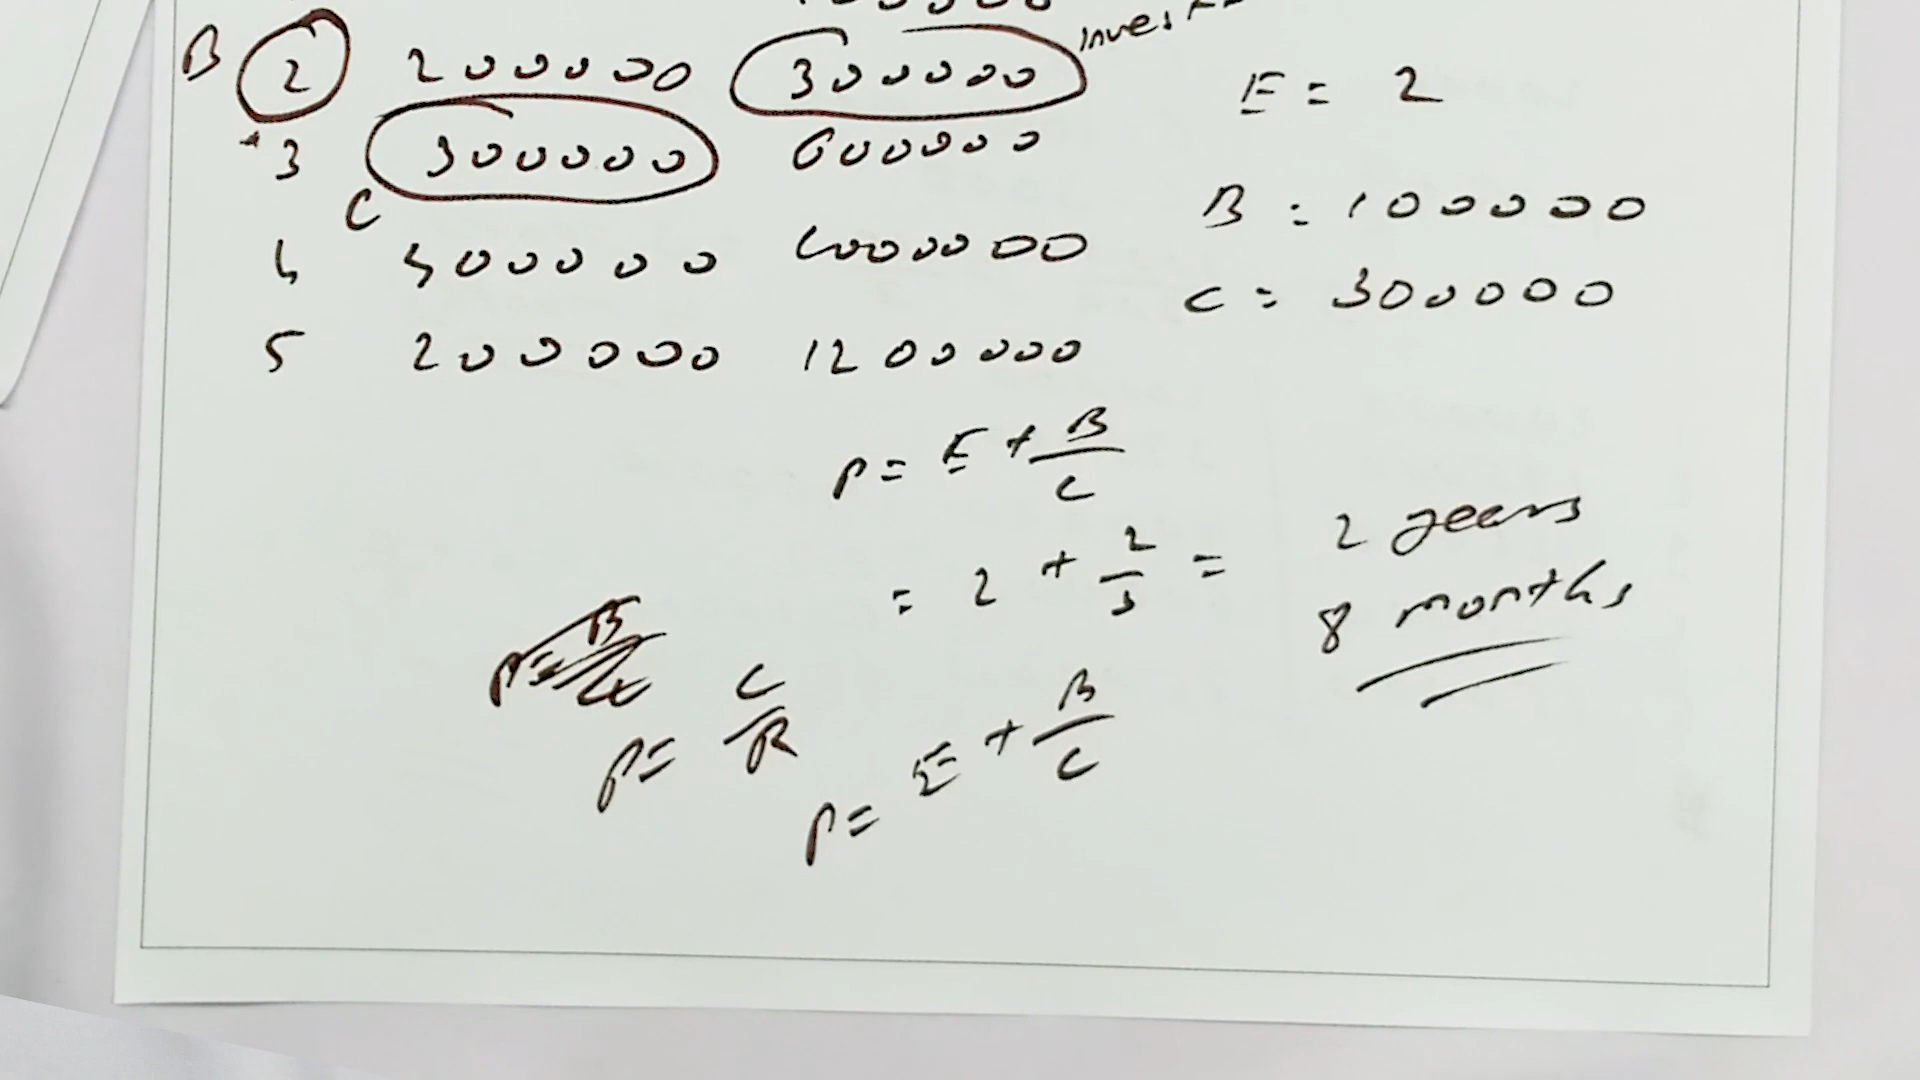 B 2 200000 300000 Invest
3 300000 600000
C
4 400000 1000000
5 200000 1200000
E = 2
B : 100000
C = 300000
P = E + B/C
= 2 + 2/3 = 2 years
8 months
P = C/R
P = E + B/C